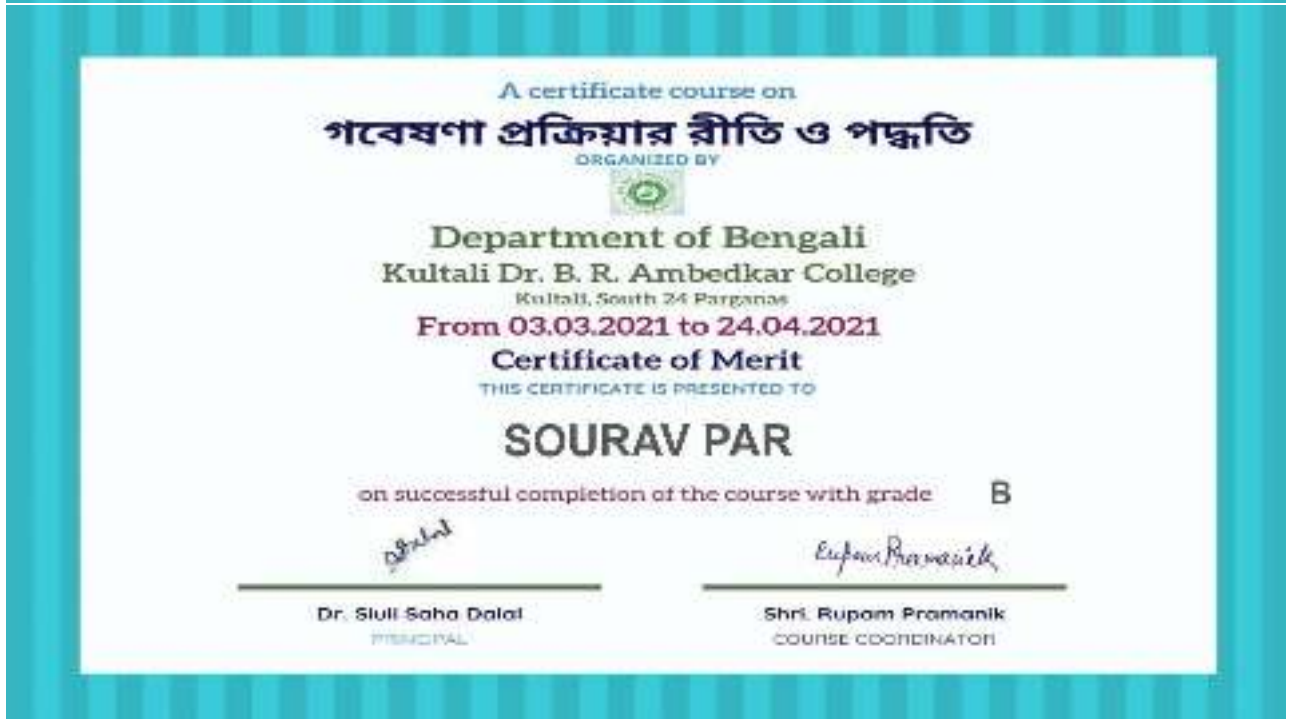 A certificate course on
গবেষণা প্রক্রিয়ার রীতি ও পদ্ধতি
ORGANIZED BY
Department of Bengali
Kultali Dr. B. R. Ambedkar College
Kultali, South 24 Parganas
From 03.03.2021 to 24.04.2021
Certificate of Merit
THIS CERTIFICATE IS PRESENTED TO
SOURAV PAR
on successful completion of the course with grade B
Dr. Siuli Saha Dalal
Shri. Rupam Pramanik
PRINCIPAL
COURSE COORDINATOR